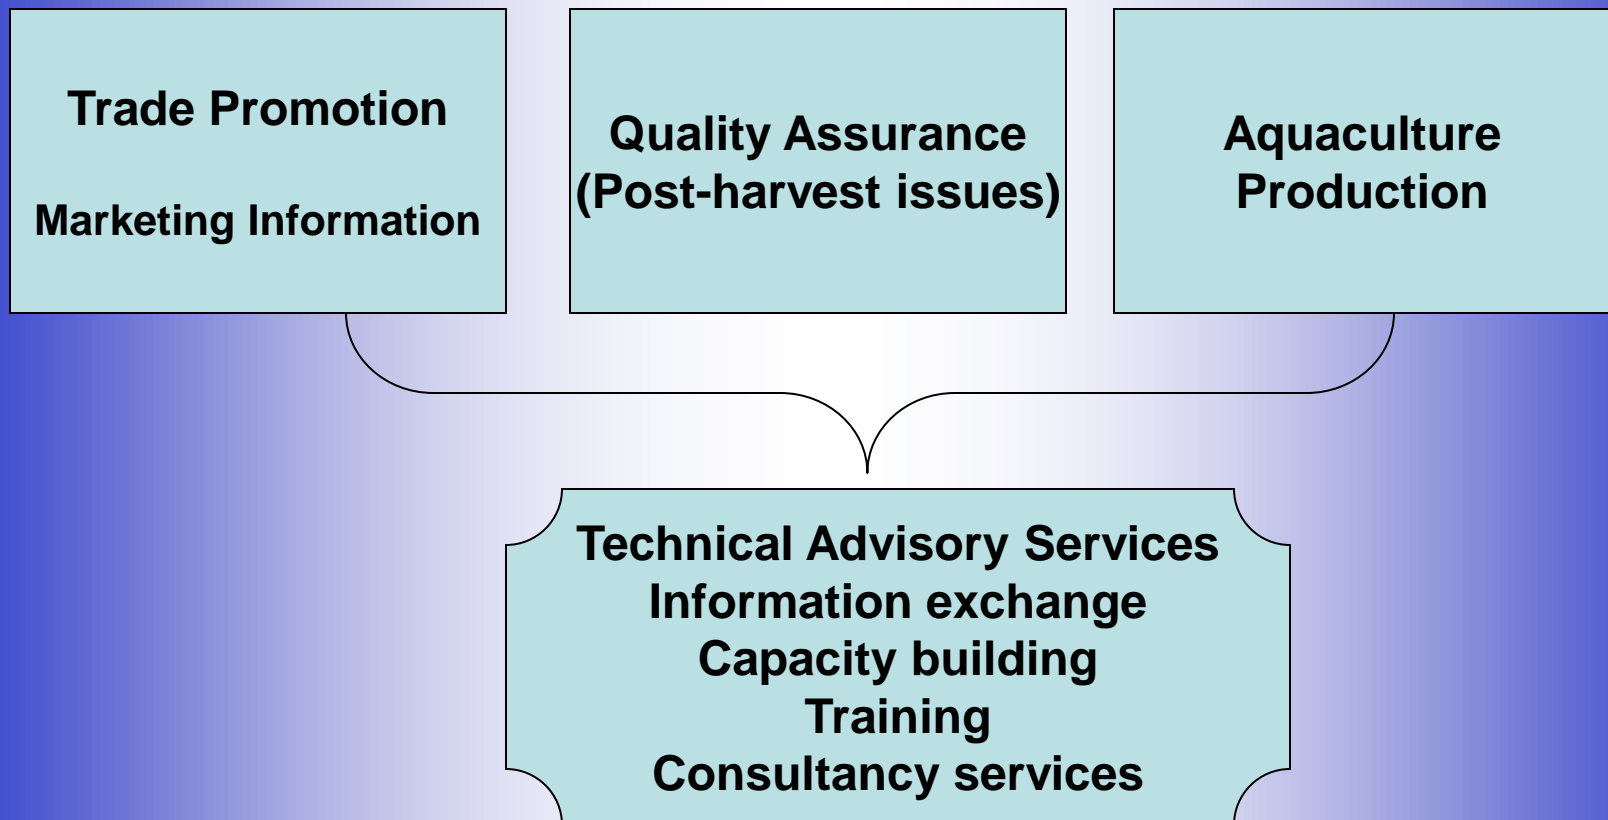 Trade Promotion
Marketing Information
Quality Assurance
(Post-harvest issues)
Aquaculture
Production
Technical Advisory Services
Information exchange
Capacity building
Training
Consultancy services